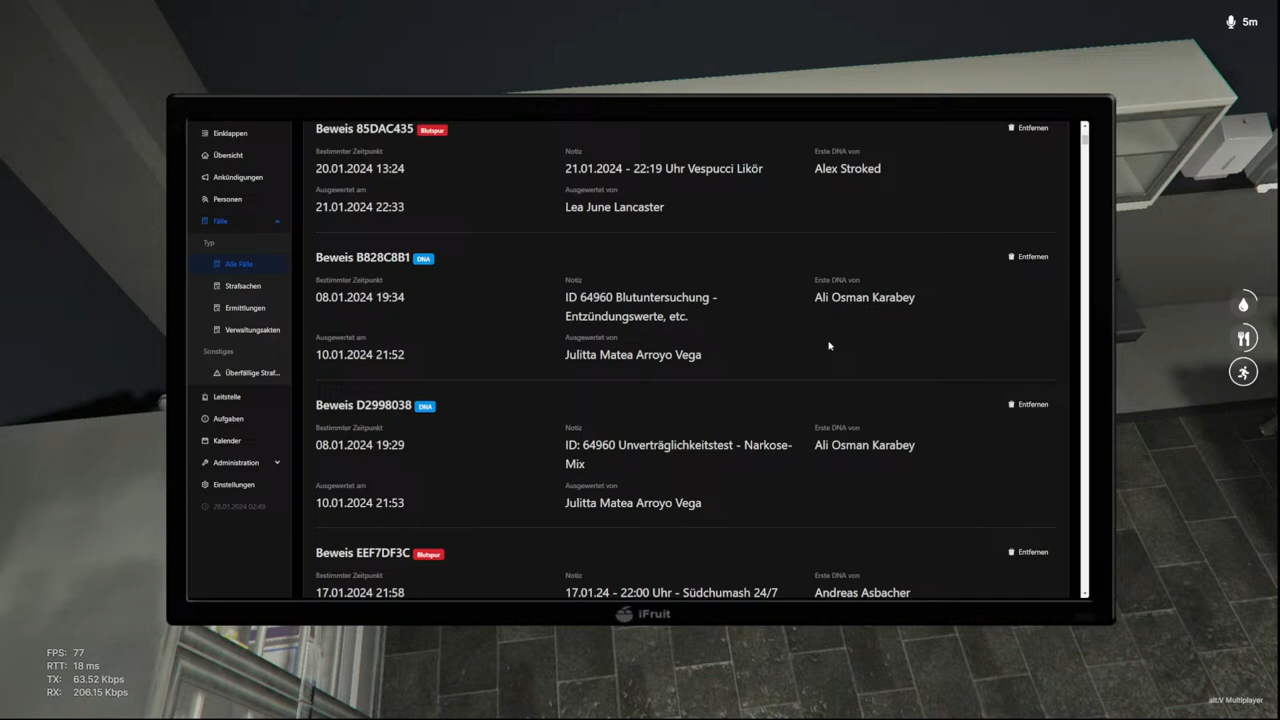 5m
Einklappen
Übersicht
Ankündigungen
Personen
Fälle
Typ
Alle Fälle
Strafsachen
Ermittlungen
Verwaltungsakten
Sonstiges
Überfällige Straf...
Leitstelle
Aufgaben
Kalender
Administration
Einstellungen
28.01.2024 02:49
Beweis 85DAC435 Blutspur Entfernen
Bestimmter Zeitpunkt Notiz Erste DNA von
20.01.2024 13:24 21.01.2024 - 22:19 Uhr Vespucci Likör Alex Stroked
Ausgewertet am Ausgewertet von
21.01.2024 22:33 Lea June Lancaster
Beweis B828C8B1 DNA Entfernen
Bestimmter Zeitpunkt Notiz Erste DNA von
08.01.2024 19:34 ID 64960 Blutuntersuchung - Ali Osman Karabey
Entzündungswerte, etc.
Ausgewertet am Ausgewertet von
10.01.2024 21:52 Julitta Matea Arroyo Vega
Beweis D2998038 DNA Entfernen
Bestimmter Zeitpunkt Notiz Erste DNA von
08.01.2024 19:29 ID: 64960 Unverträglichkeitstest - Narkose- Ali Osman Karabey
Mix
Ausgewertet am Ausgewertet von
10.01.2024 21:53 Julitta Matea Arroyo Vega
Beweis EEF7DF3C Blutspur Entfernen
Bestimmter Zeitpunkt Notiz Erste DNA von
17.01.2024 21:58 17.01.24 - 22:00 Uhr - Südchumash 24/7 Andreas Asbacher
iFruit
FPS: 77
RTT: 18 ms
TX: 63.52 Kbps
RX: 206.15 Kbps
alt:V Multiplayer